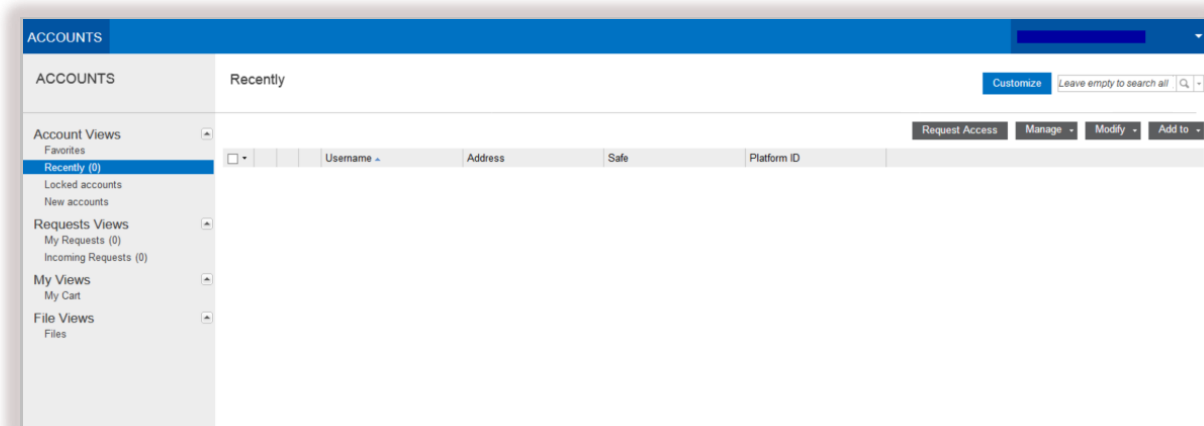 ACCOUNTS
ACCOUNTS
Recently
Customize
Leave empty to search all
Request Access
Manage
Modify
Add to
Account Views
Favorites
Recently (0)
Locked accounts
New accounts
Requests Views
My Requests (0)
Incoming Requests (0)
My Views
My Cart
File Views
Files
Username
Address
Safe
Platform ID